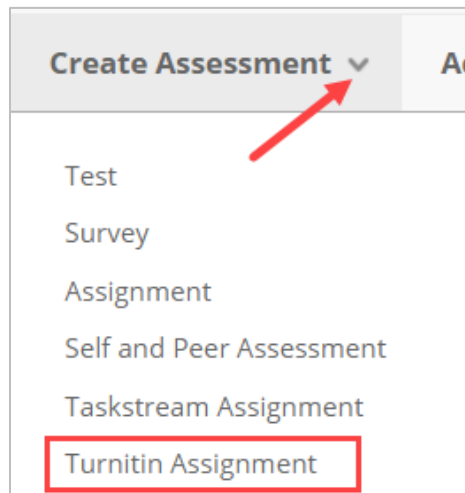 Create Assessment
Test
Survey
Assignment
Self and Peer Assessment
Taskstream Assignment
Turnitin Assignment